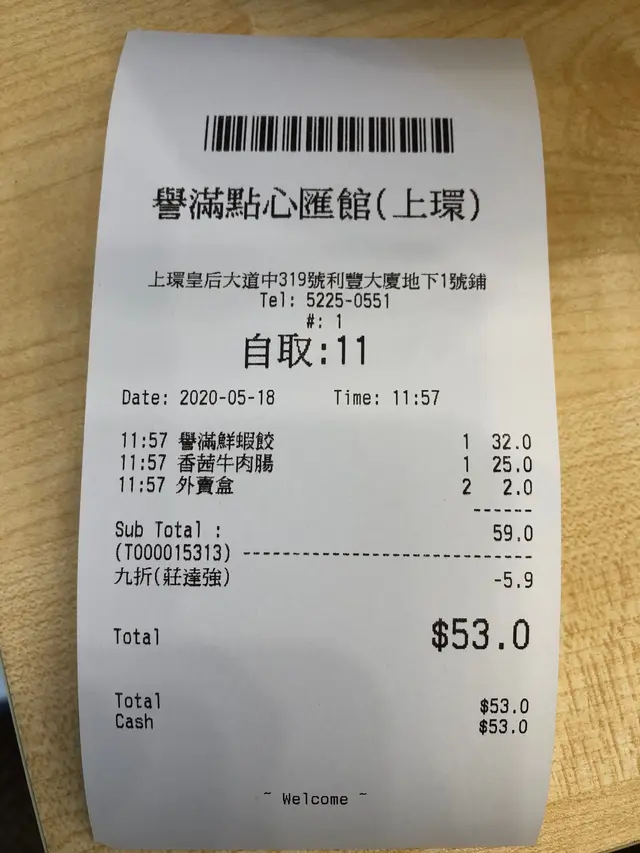 譽滿點心匯館(上環)
上環皇后大道中319號利豐大廈地下1號鋪
Tel: 5225-0551
#: 1
自取:11
Date: 2020-05-18 Time: 11:57
11:57 譽滿鮮蝦餃 1 32.0
11:57 香茜牛肉腸 1 25.0
11:57 外賣盒 2 2.0
------
Sub Total : 59.0
(T000015313) ------------------------------
九折(莊達強) -5.9
Total $53.0
Total $53.0
Cash $53.0
~ Welcome ~